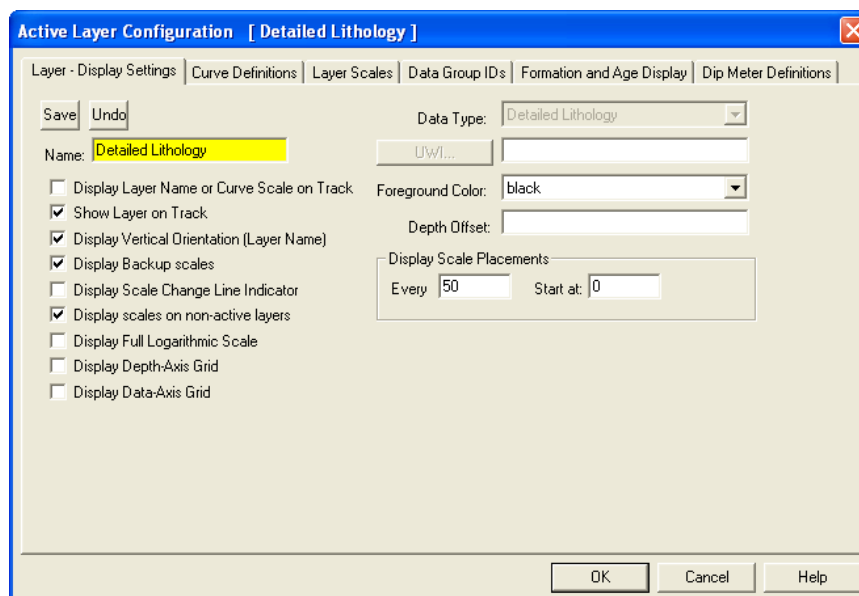 Active Layer Configuration [ Detailed Lithology ]
Layer - Display Settings Curve Definitions Layer Scales Data Group IDs Formation and Age Display Dip Meter Definitions
Save Undo
Name: Detailed Lithology
Display Layer Name or Curve Scale on Track
Show Layer on Track
Display Vertical Orientation (Layer Name)
Display Backup scales
Display Scale Change Line Indicator
Display scales on non-active layers
Display Full Logarithmic Scale
Display Depth-Axis Grid
Display Data-Axis Grid
Data Type: Detailed Lithology
UWI...
Foreground Color: black
Depth Offset:
Display Scale Placements
Every 50 Start at: 0
OK Cancel Help